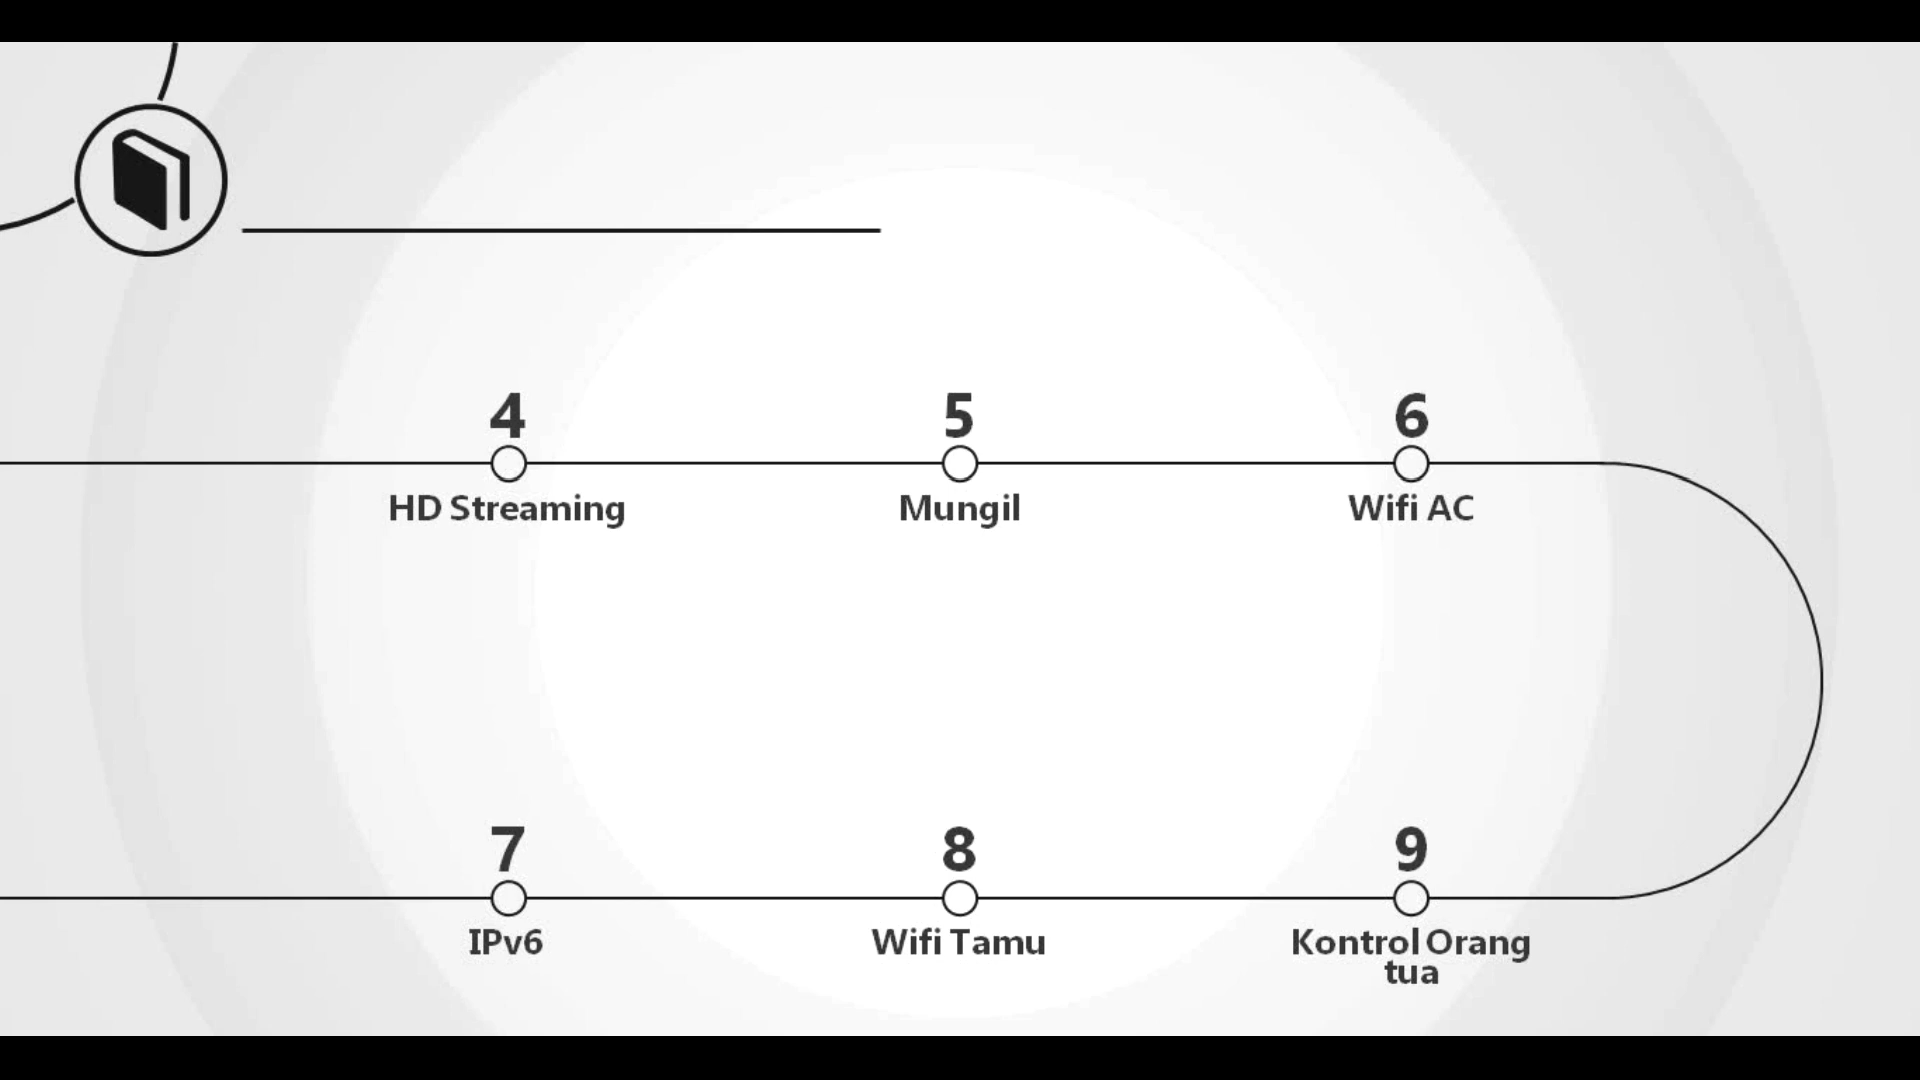 4
HD Streaming
5
Mungil
6
Wifi AC
7
IPv6
8
Wifi Tamu
9
Kontrol Orang
tua